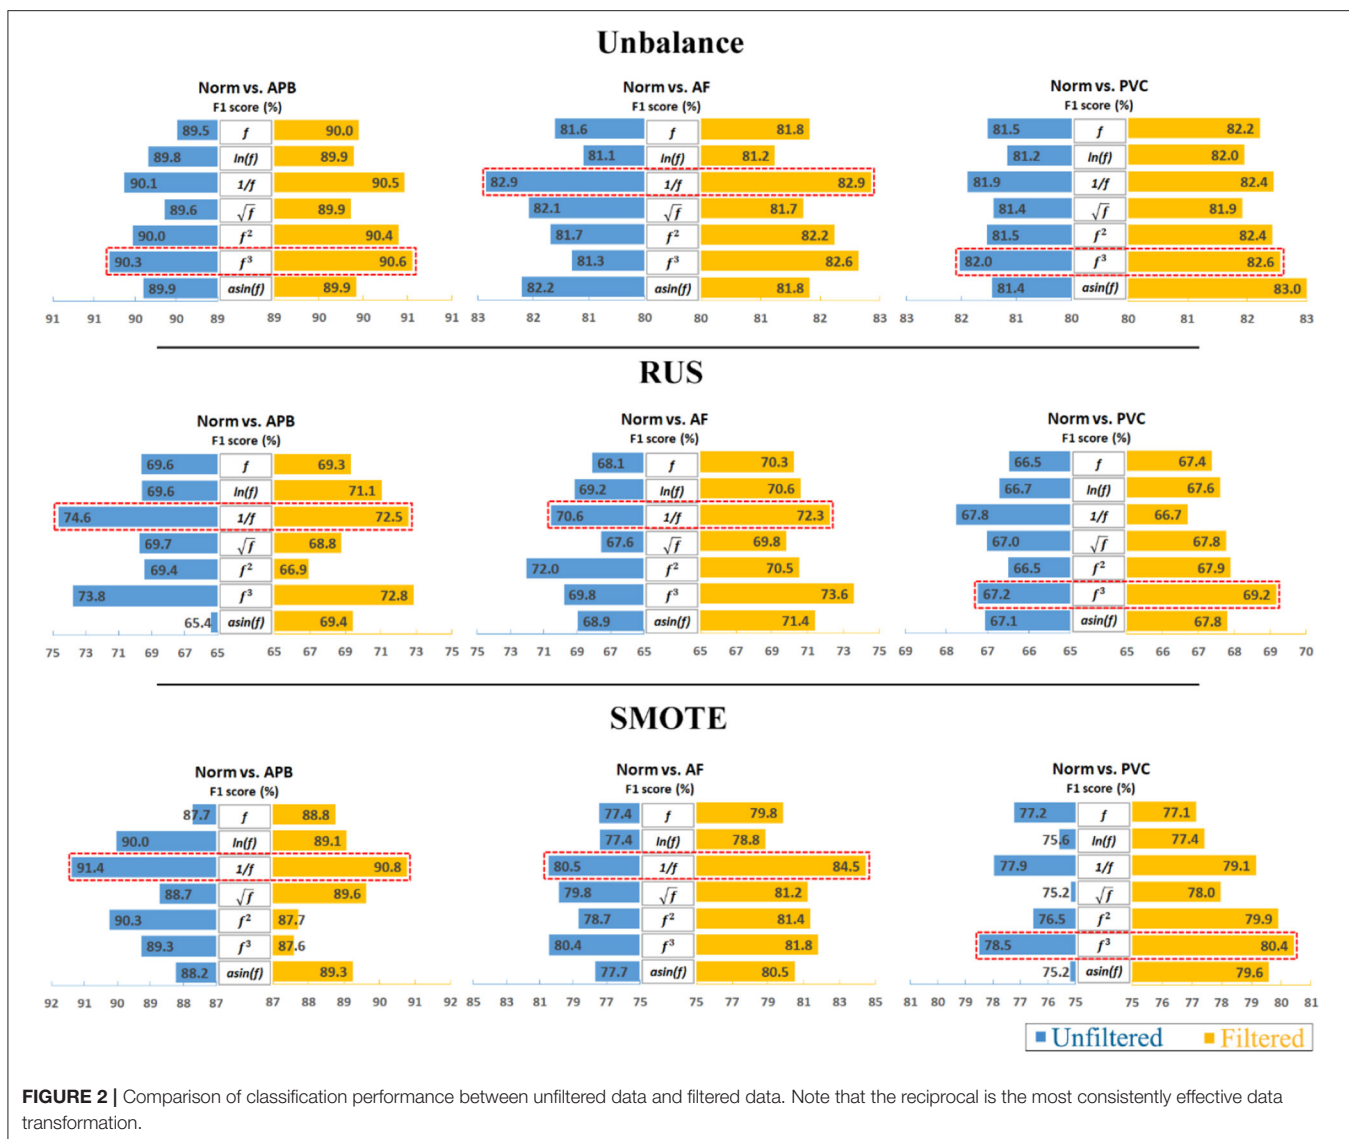 Unbalance
Norm vs. APB
F1 score (%)
89.5 f 90.0
89.8 ln(f) 89.9
90.1 1/f 90.5
89.6 √f 89.9
90.0 f² 90.4
90.3 f³ 90.6
89.9 asin(f) 89.9
91 91 90 90 89 89 90 90 91 91
Norm vs. AF
F1 score (%)
81.6 f 81.8
81.1 ln(f) 81.2
82.9 1/f 82.9
82.1 √f 81.7
81.7 f² 82.2
81.3 f³ 82.6
82.2 asin(f) 81.8
83 82 81 80 80 81 82 83
Norm vs. PVC
F1 score (%)
81.5 f 82.2
81.2 ln(f) 82.0
81.9 1/f 82.4
81.4 √f 81.9
81.5 f² 82.4
82.0 f³ 82.6
81.4 asin(f) 83.0
83 82 81 80 80 81 82 83
RUS
Norm vs. APB
F1 score (%)
69.6 f 69.3
69.6 ln(f) 71.1
74.6 1/f 72.5
69.7 √f 68.8
69.4 f² 66.9
73.8 f³ 72.8
65.4 asin(f) 69.4
75 73 71 69 67 65 65 67 69 71 73 75
Norm vs. AF
F1 score (%)
68.1 f 70.3
69.2 ln(f) 70.6
70.6 1/f 72.3
67.6 √f 69.8
72.0 f² 70.5
69.8 f³ 73.6
68.9 asin(f) 71.4
75 73 71 69 67 65 65 67 69 71 73 75
Norm vs. PVC
F1 score (%)
66.5 f 67.4
66.7 ln(f) 67.6
67.8 1/f 66.7
67.0 √f 67.8
66.5 f² 67.9
67.2 f³ 69.2
67.1 asin(f) 67.8
69 69 67 66 65 65 66 67 68 69 70
SMOTE
Norm vs. APB
F1 score (%)
87.7 f 88.8
90.0 ln(f) 89.1
91.4 1/f 90.8
88.7 √f 89.6
90.3 f² 87.7
89.3 f³ 87.6
88.2 asin(f) 89.3
92 91 90 89 88 87 87 88 89 90 91 92
Norm vs. AF
F1 score (%)
77.4 f 79.8
77.4 ln(f) 78.8
80.5 1/f 84.5
79.8 √f 81.2
78.7 f² 81.4
80.4 f³ 81.8
77.7 asin(f) 80.5
85 83 81 79 77 75 75 77 79 81 83 85
Norm vs. PVC
F1 score (%)
77.2 f 77.1
75.6 ln(f) 77.4
77.9 1/f 79.1
75.2 √f 78.0
76.5 f² 79.9
78.5 f³ 80.4
75.2 asin(f) 79.6
81 80 79 78 77 76 75 75 76 77 78 79 80 81
Unfiltered Filtered
FIGURE 2 | Comparison of classification performance between unfiltered data and filtered data. Note that the reciprocal is the most consistently effective data
transformation.